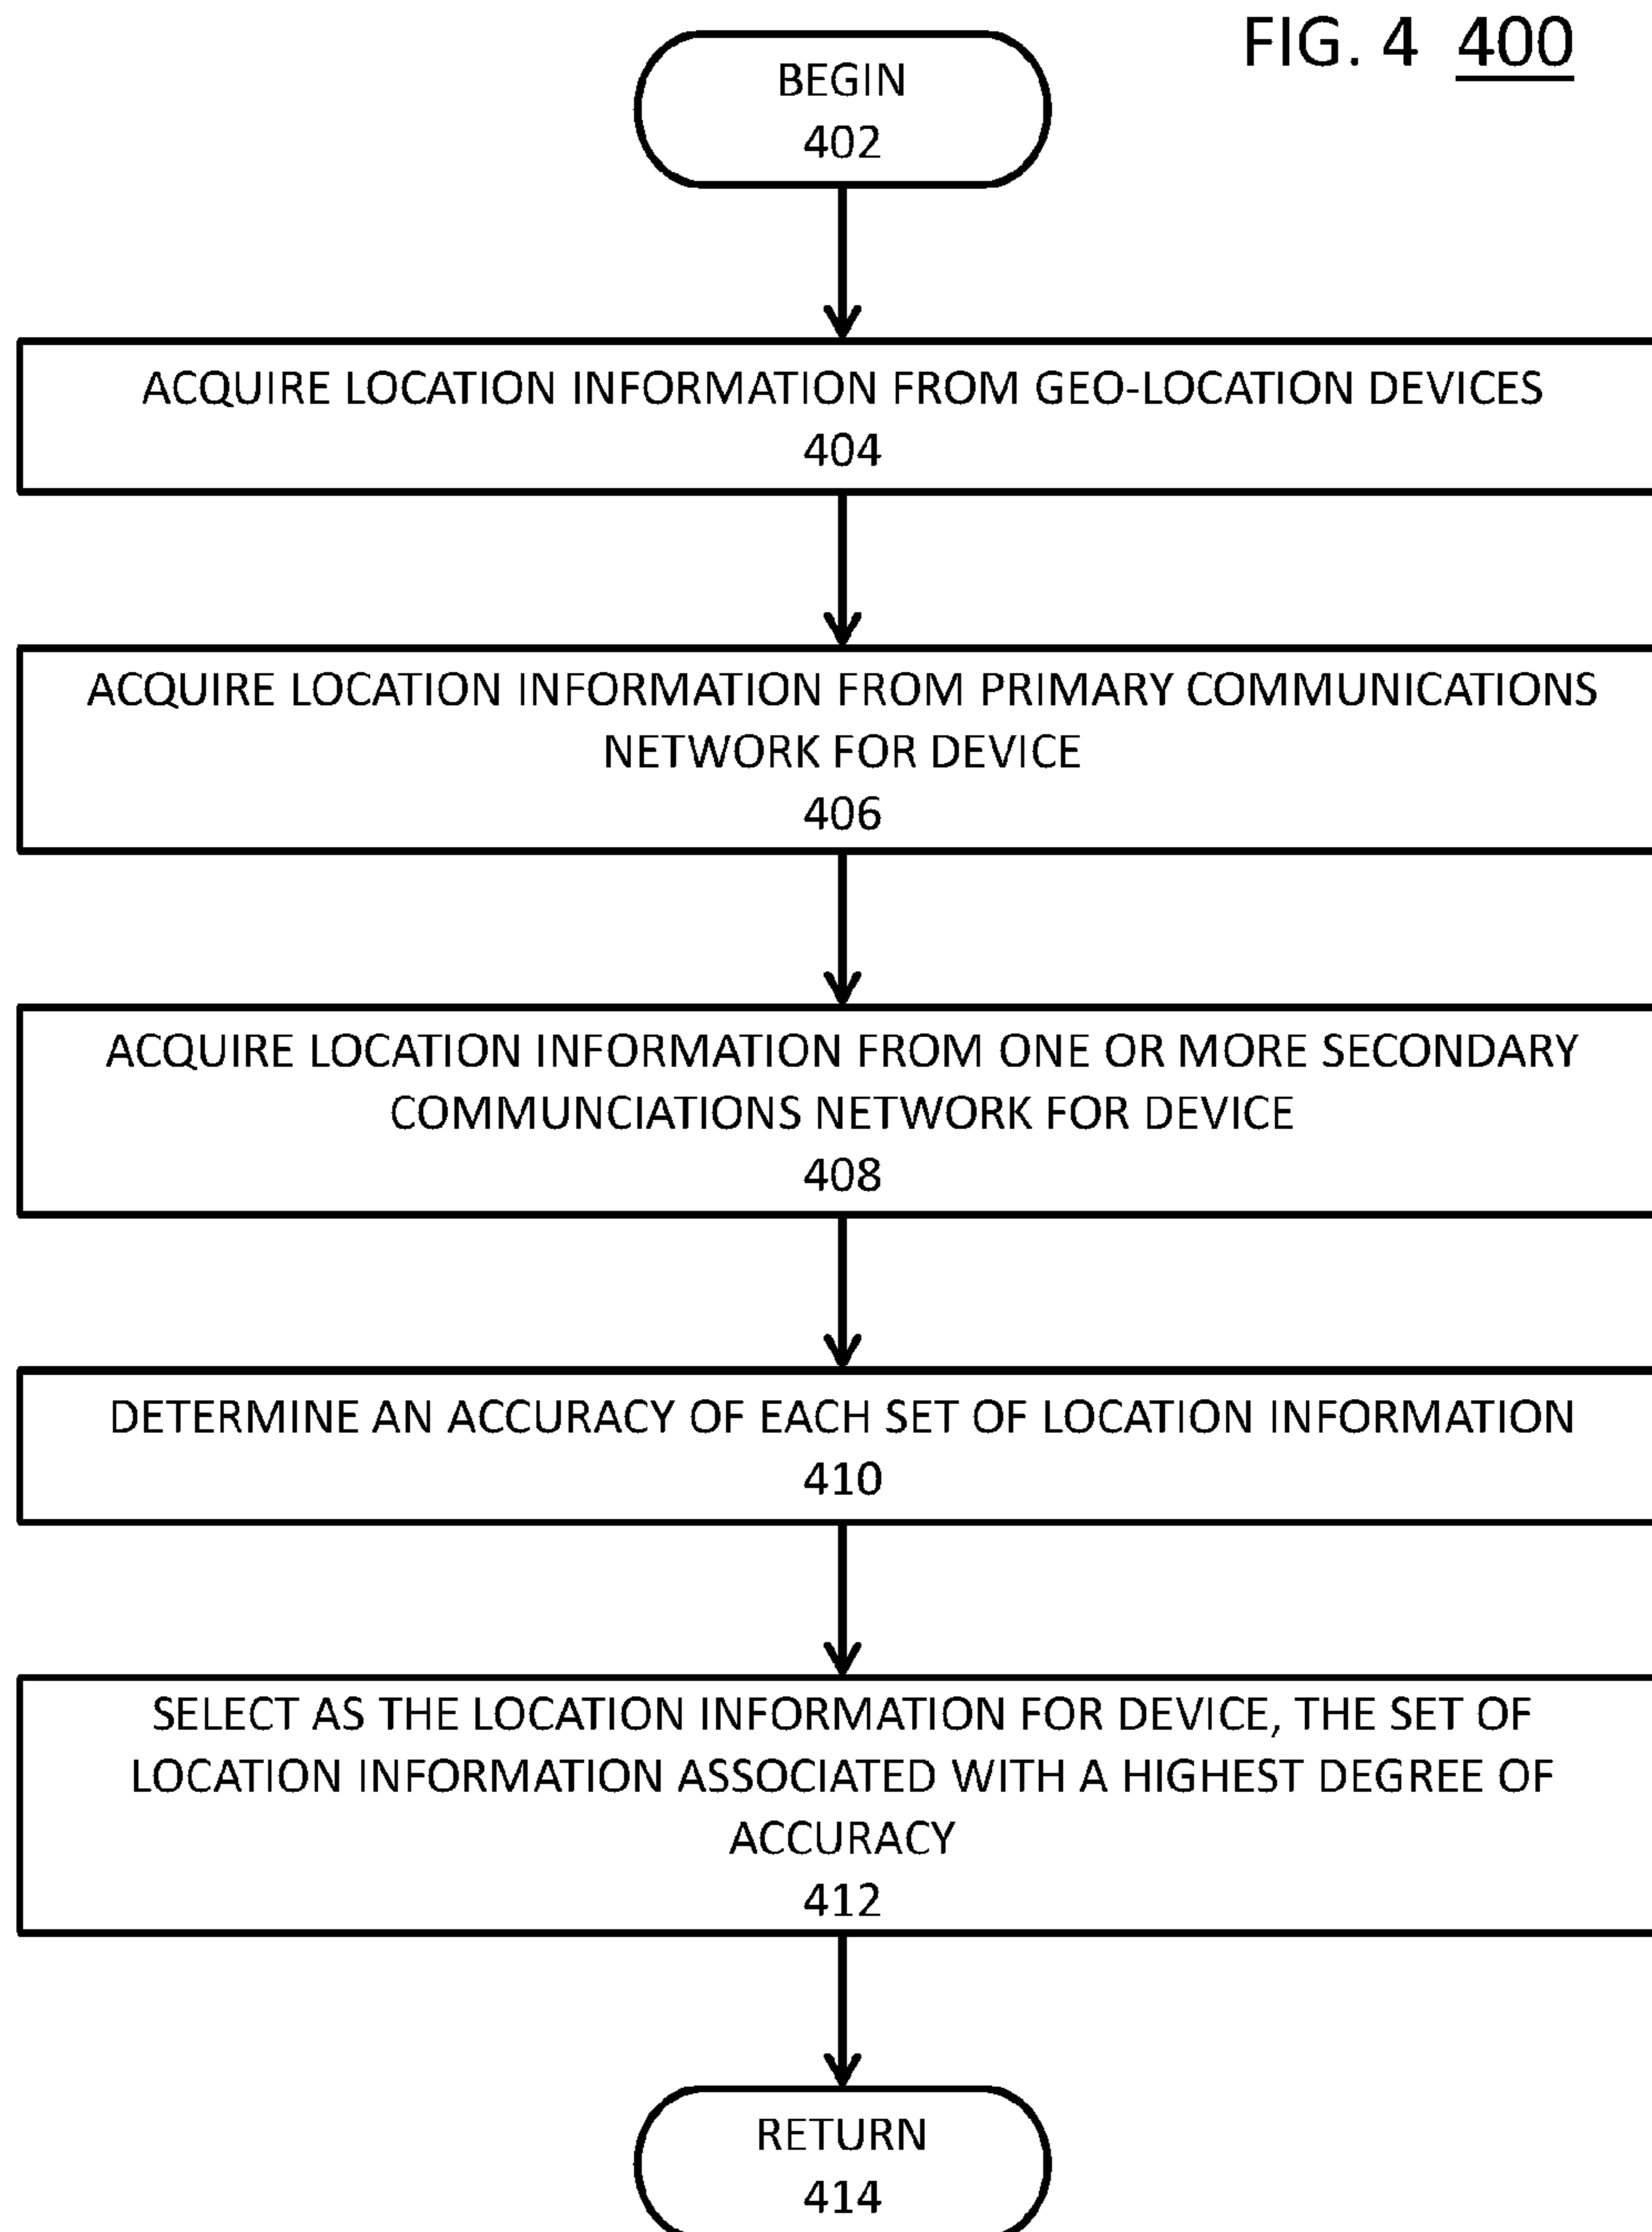 FIG. 4 400
BEGIN
402
ACQUIRE LOCATION INFORMATION FROM GEO-LOCATION DEVICES
404
ACQUIRE LOCATION INFORMATION FROM PRIMARY COMMUNICATIONS
NETWORK FOR DEVICE
406
ACQUIRE LOCATION INFORMATION FROM ONE OR MORE SECONDARY
COMMUNCIATIONS NETWORK FOR DEVICE
408
DETERMINE AN ACCURACY OF EACH SET OF LOCATION INFORMATION
410
SELECT AS THE LOCATION INFORMATION FOR DEVICE, THE SET OF
LOCATION INFORMATION ASSOCIATED WITH A HIGHEST DEGREE OF
ACCURACY
412
RETURN
414